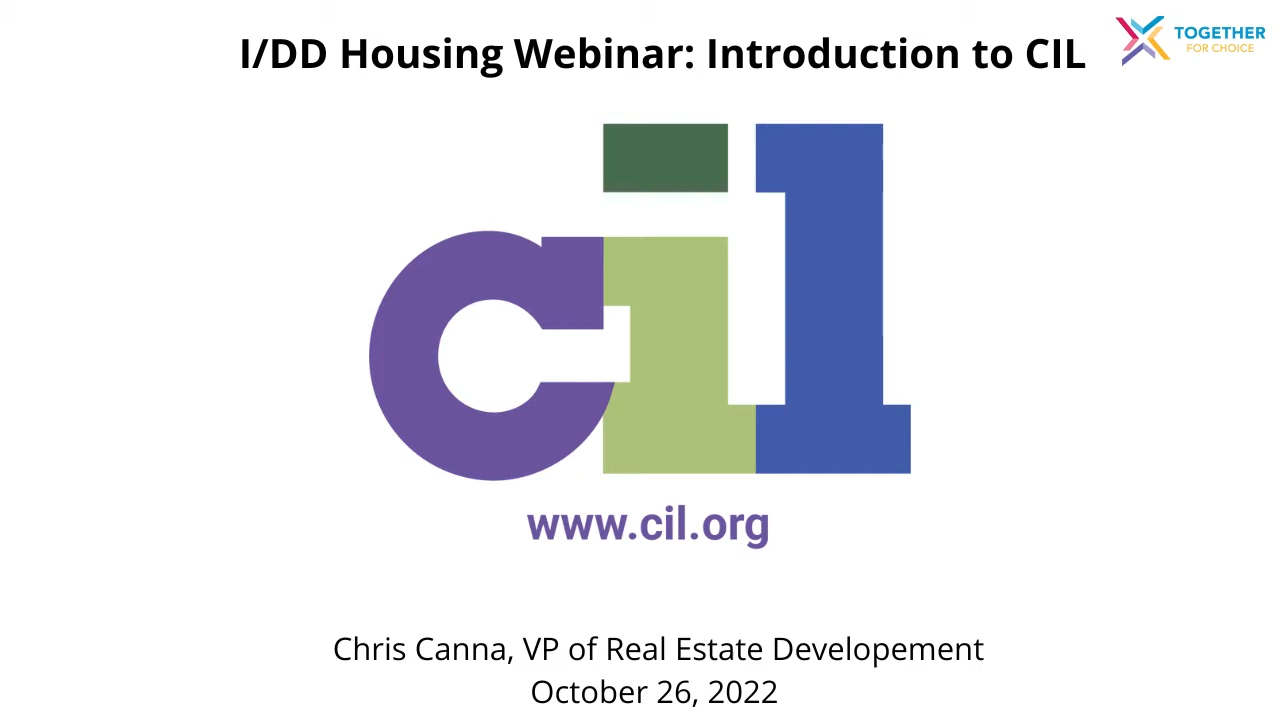 I/DD Housing Webinar: Introduction to CIL
TOGETHER
FOR CHOICE
cil
www.cil.org
Chris Canna, VP of Real Estate Developement
October 26, 2022